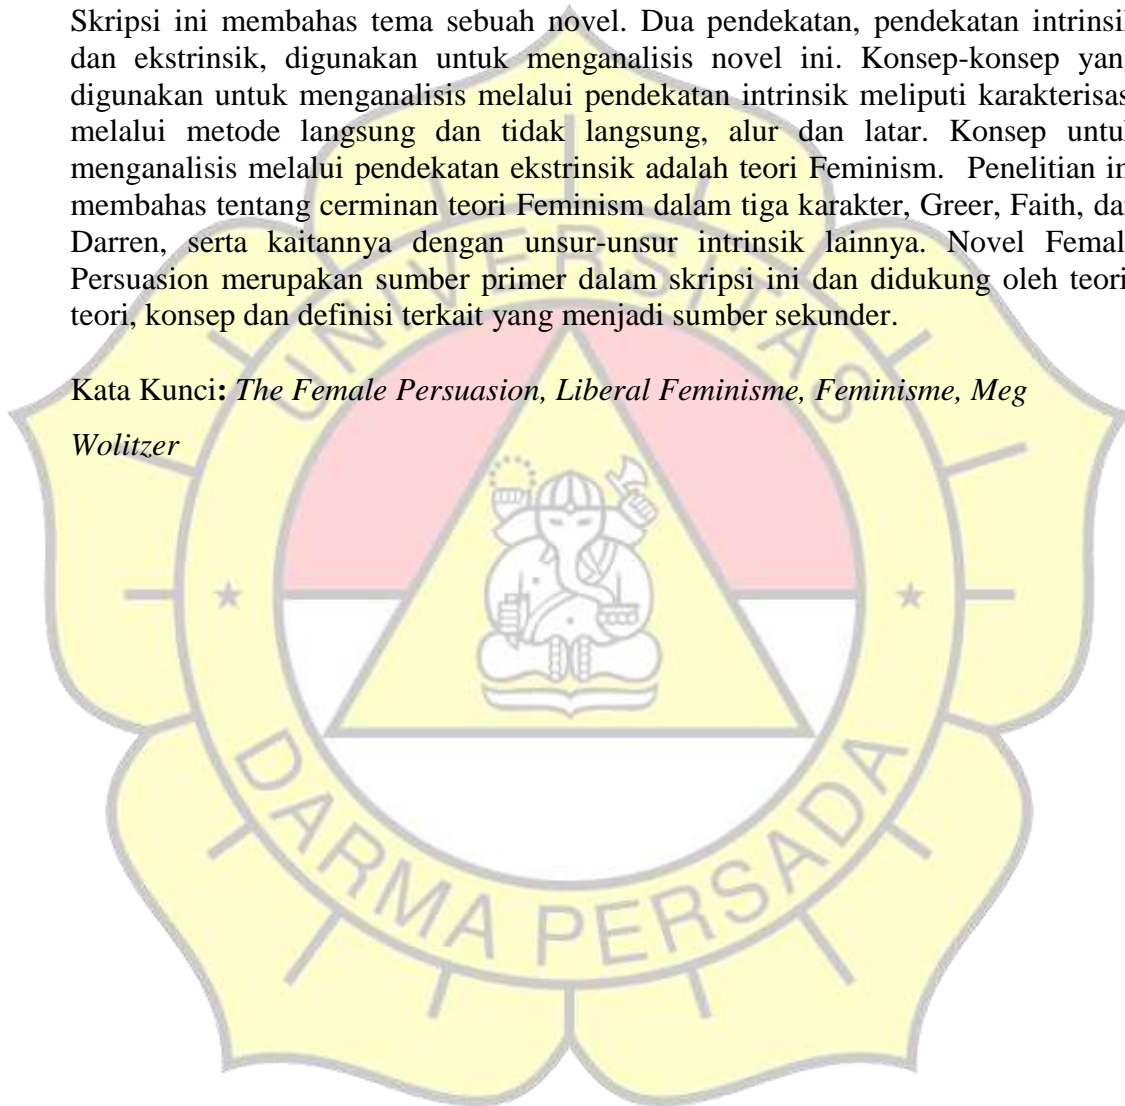 Skripsi ini membahas tema sebuah novel. Dua pendekatan, pendekatan intrinsik
dan ekstrinsik, digunakan untuk menganalisis novel ini. Konsep-konsep yang
digunakan untuk menganalisis melalui pendekatan intrinsik meliputi karakterisas
melalui metode langsung dan tidak langsung, alur dan latar. Konsep untuk
menganalisis melalui pendekatan ekstrinsik adalah teori Feminism. Penelitian in
membahas tentang cerminan teori Feminism dalam tiga karakter, Greer, Faith, dan
Darren, serta kaitannya dengan unsur-unsur intrinsik lainnya. Novel Femal
Persuasion merupakan sumber primer dalam skripsi ini dan didukung oleh teori
teori, konsep dan definisi terkait yang menjadi sumber sekunder.
Kata Kunci: The Female Persuasion, Liberal Feminisme, Feminisme, Meg
Wolitzer
UNIVERSITAS
DARMA PERSADA